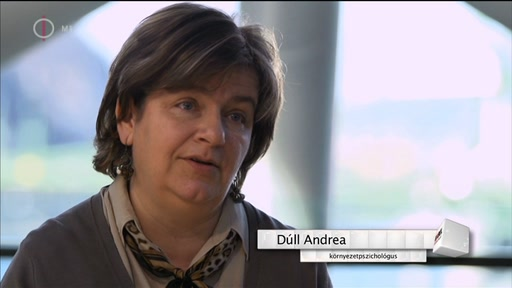 M
Dúll Andrea
környezetpszichológus